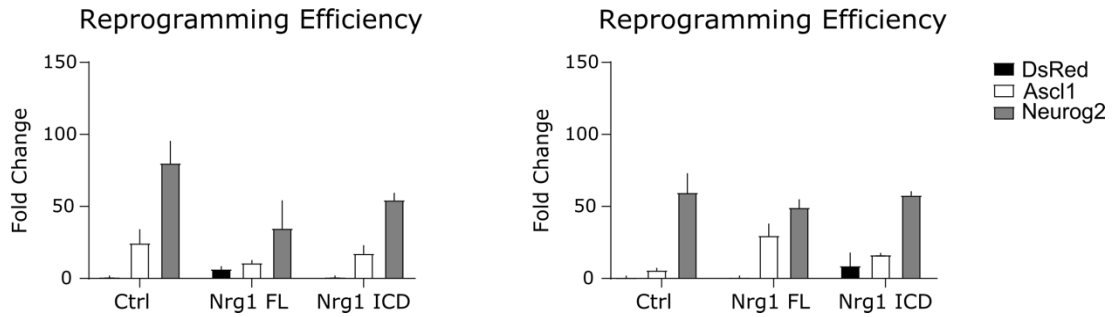 Reprogramming Efficiency
150
100
50
0
Fold Change
Ctrl
Nrg1 FL
Nrg1 ICD
Reprogramming Efficiency
150
100
50
0
Fold Change
Ctrl
Nrg1 FL
Nrg1 ICD
DsRed
Ascl1
Neurog2